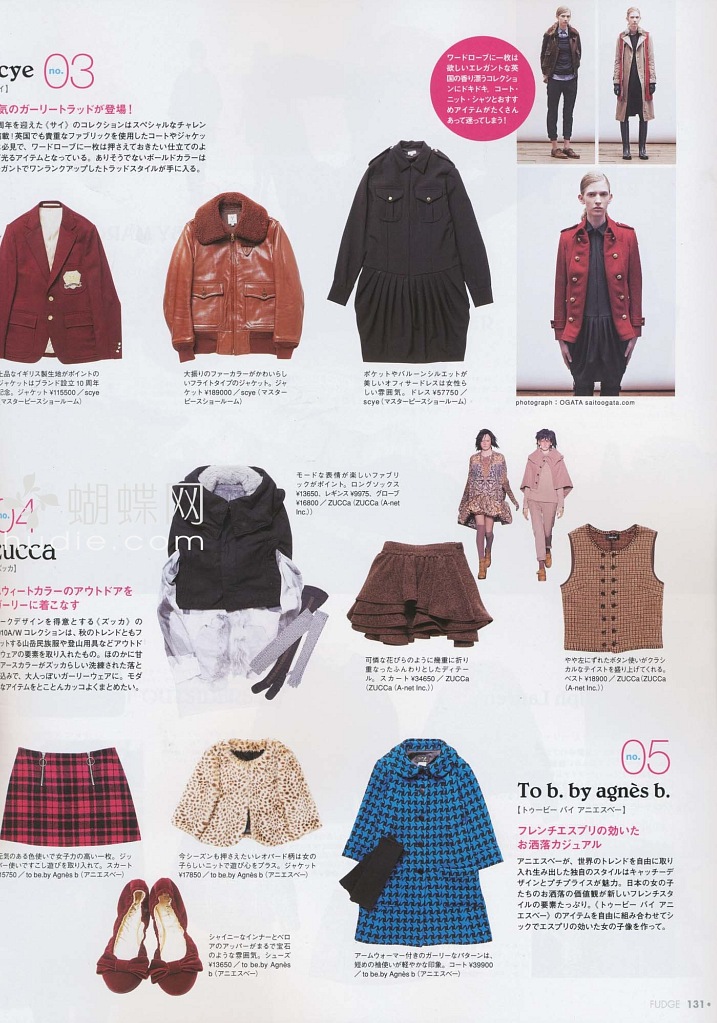 cye no. 03
イ】
気のガーリートラッドが登場!
周年を迎えた〈サイ〉のコレクションはスペシャルなチャレン
載!英国でも貴重なファブリックを使用したコートやジャケッ
は必見で、ワードローブに一枚は押さえておきたい仕立てのよ
光るアイテムとなっている。ありそうでないボールドカラーは
ガントでワンランクアップしたトラッドスタイルが手に入る。
ワードローブに一枚は
欲しいエレガントな英
国の香り漂うコレクション
にドキドキ。コート・
ニット・シャツとおすす
めアイテムがたくさん
あって迷ってしまう!
上品なイギリス製生地がポイントの
ジャケットはブランド設立10周年
記念。ジャケット¥115500/scye
(マスターピースショールーム)
大振りのファーカラーがかわいらし
いフライトタイプのジャケット。ジャ
ケット¥189000/scye(マスター
ピースショールーム)
ポケットやバルーンシルエットが
美しいオフィサードレスは女性ら
しい雰囲気。ドレス¥57750/
scye(マスターピースショールーム)
photograph : OGATA saitoogata.com
no. 04
zucca
ズッカ】
スウィートカラーのアウトドアを
ガーリーに着こなす
ークデザインを得意とする〈ズッカ〉の
10A/Wコレクションは、秋のトレンドともフ
ットする山岳民族服や登山用具などアウトド
ウェアの要素を取り入れたもの。ほのかに甘
アースカラーがズッカらしい洗練された落と
込みで、大人っぽいガーリーウェアに。モダ
なアイテムをとことんカッコよくまとめたい。
蝴蝶网
hudie.com
モードな表情が楽しいファブリ
ックがポイント。ロングソックス
¥13650、レギンス¥9975、グローブ
¥16800/ZUCCa(ZUCCa(A-net
Inc.))
可憐な花びらのように幾重に折り
重なったふんわりとしたディテー
ル。スカート¥34650/ZUCCa
(ZUCCa(A-net Inc.))
やや左にずれたボタン使いがクラシ
カルなテイストを盛り上げてくれる。
ベスト¥18900/ZUCCa(ZUCCa
(A-net Inc.))
no. 05
To b. by agnès b.
【トゥービー バイ アニエスベー】
フレンチエスプリの効いた
お洒落カジュアル
アニエスベーが、世界のトレンドを自由に取り
入れ生み出した独自のスタイルはキャッチーデ
ザインとプチプライスが魅力。日本の女の子
たちのお洒落の価値観が新しいフレンチスタ
イルの要素たっぷり。〈トゥービー バイ アニ
エスベー〉のアイテムを自由に組み合わせてシ
ックでエスプリの効いた女の子像を作って。
元気のある色使いで女子力の高い一枚。ジッ
パー使いですこし遊びを取り入れて。スカート
5750/to be.by Agnès b(アニエスベー)
今シーズンも押さえたいレオパード柄は女の
子らしいニットで遊び心をプラス。ジャケット
¥17850/to be.by Agnès b(アニエスベー)
シャイニーなインナーとベロ
アのアッパーがまるで宝石
のような雰囲気。シューズ
¥13650/to be.by Agnès
b(アニエスベー)
アームウォーマー付きのガーリーなパターンは、
短めの袖使いが軽やかな印象。コート¥39900
/to be.by Agnès b(アニエスベー)
FUDGE 131